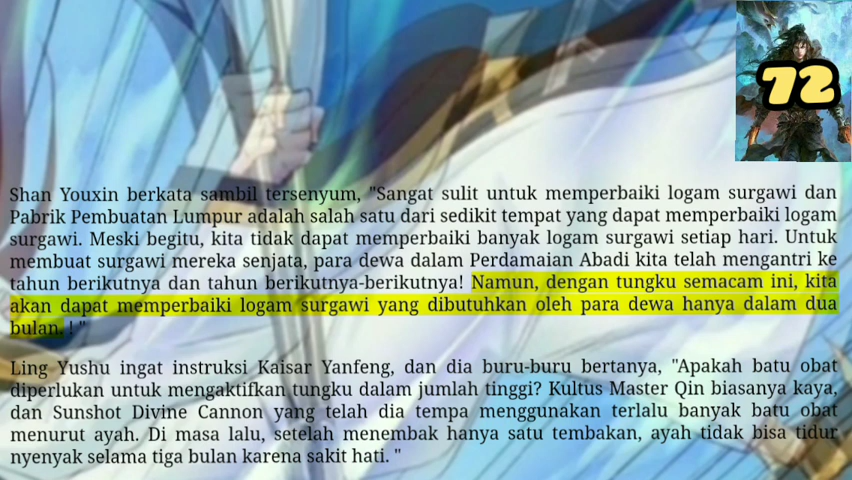 72
Shan Youxin berkata sambil tersenyum, "Sangat sulit untuk memperbaiki logam surgawi dan
Pabrik Pembuatan Lumpur adalah salah satu dari sedikit tempat yang dapat memperbaiki logam
surgawi. Meski begitu, kita tidak dapat memperbaiki banyak logam surgawi setiap hari. Untuk
membuat surgawi mereka senjata, para dewa dalam Perdamaian Abadi kita telah mengantri ke
tahun berikutnya dan tahun berikutnya-berikutnya! Namun, dengan tungku semacam ini, kita
akan dapat memperbaiki logam surgawi yang dibutuhkan oleh para dewa hanya dalam dua
bulan. ! "
Ling Yushu ingat instruksi Kaisar Yanfeng, dan dia buru-buru bertanya, "Apakah batu obat
diperlukan untuk mengaktifkan tungku dalam jumlah tinggi? Kultus Master Qin biasanya kaya,
dan Sunshot Divine Cannon yang telah dia tempa menggunakan terlalu banyak batu obat
menurut ayah. Di masa lalu, setelah menembak hanya satu tembakan, ayah tidak bisa tidur
nyenyak selama tiga bulan karena sakit hati. "